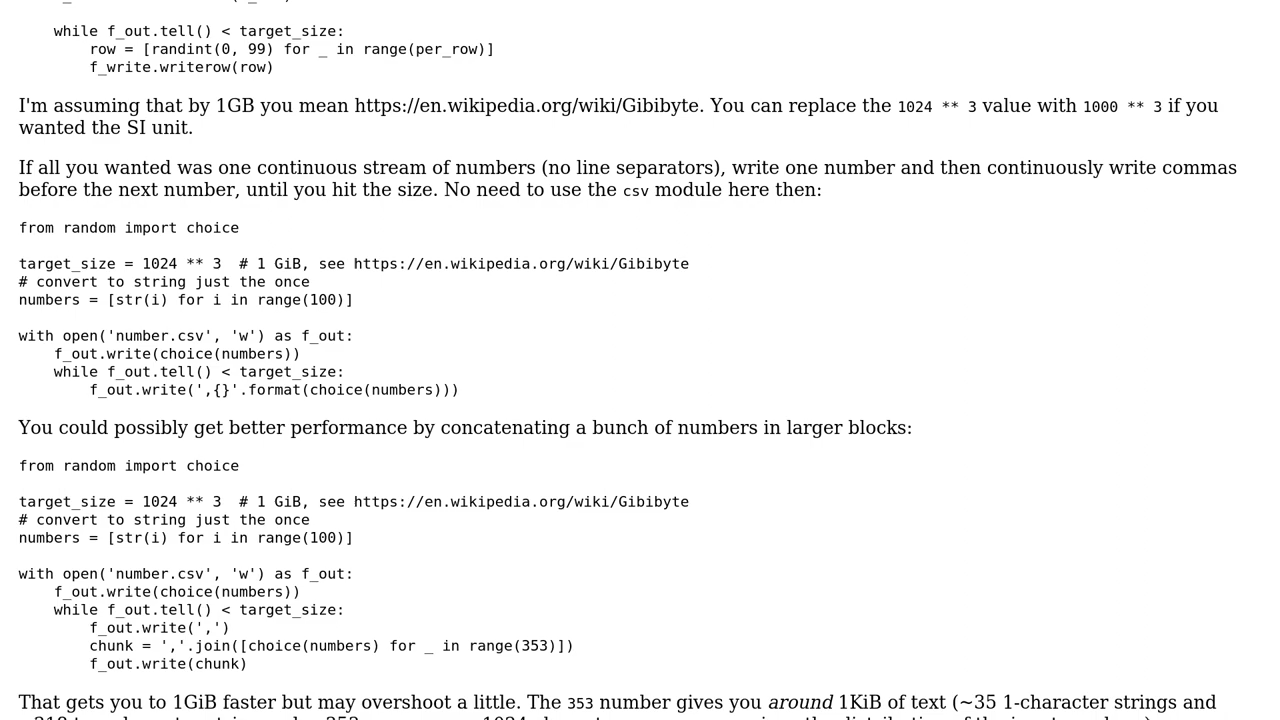 while f_out.tell() < target_size:
row = [randint(0, 99) for _ in range(per_row)]
f_write.writerow(row)
I'm assuming that by 1GB you mean https://en.wikipedia.org/wiki/Gibibyte. You can replace the 1024 ** 3 value with 1000 ** 3 if you
wanted the SI unit.
If all you wanted was one continuous stream of numbers (no line separators), write one number and then continuously write commas
before the next number, until you hit the size. No need to use the csv module here then:
from random import choice
target_size = 1024 ** 3  # 1 GiB, see https://en.wikipedia.org/wiki/Gibibyte
# convert to string just the once
numbers = [str(i) for i in range(100)]
with open('number.csv', 'w') as f_out:
f_out.write(choice(numbers))
while f_out.tell() < target_size:
f_out.write(',{}'.format(choice(numbers)))
You could possibly get better performance by concatenating a bunch of numbers in larger blocks:
from random import choice
target_size = 1024 ** 3  # 1 GiB, see https://en.wikipedia.org/wiki/Gibibyte
# convert to string just the once
numbers = [str(i) for i in range(100)]
with open('number.csv', 'w') as f_out:
f_out.write(choice(numbers))
while f_out.tell() < target_size:
f_out.write(',')
chunk = ','.join([choice(numbers) for _ in range(353)])
f_out.write(chunk)
That gets you to 1GiB faster but may overshoot a little. The 353 number gives you around 1KiB of text (~35 1-character strings and